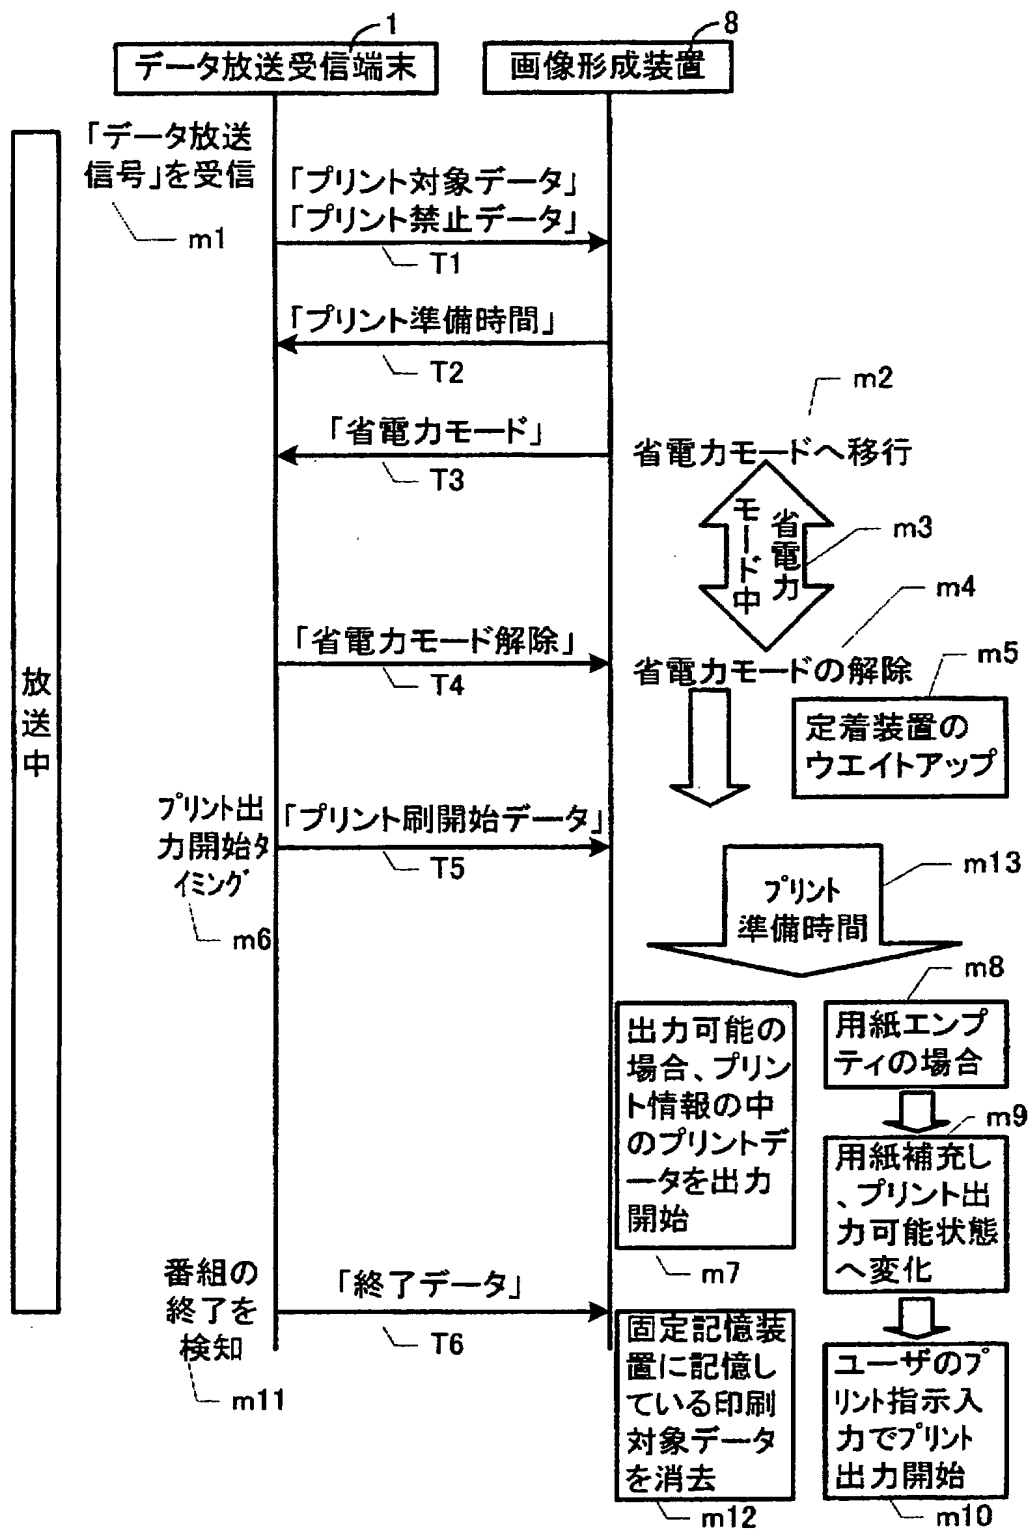 1
8
データ放送受信端末
画像形成装置
「データ放送
信号」を受信
m1
「プリント対象データ」
「プリント禁止データ」
T1
「プリント準備時間」
T2
m2
「省電力モード」
T3
省電力モードへ移行
省電力
モード中
m3
m4
「省電力モード解除」
T4
省電力モードの解除
m5
定着装置の
ウエイトアップ
放送中
プリント出
力開始タ
イミング
m6
「プリント刷開始データ」
T5
m13
プリント
準備時間
m8
出力可能の
場合、プリン
ト情報の中
のプリントデ
ータを出力
開始
m7
用紙エンプ
ティの場合
m9
用紙補充し
、プリント出
力可能状態
へ変化
番組の
終了を
検知
m11
「終了データ」
T6
固定記憶装
置に記憶し
ている印刷
対象データ
を消去
m12
ユーザのプ
リント指示入
力でプリント
出力開始
m10